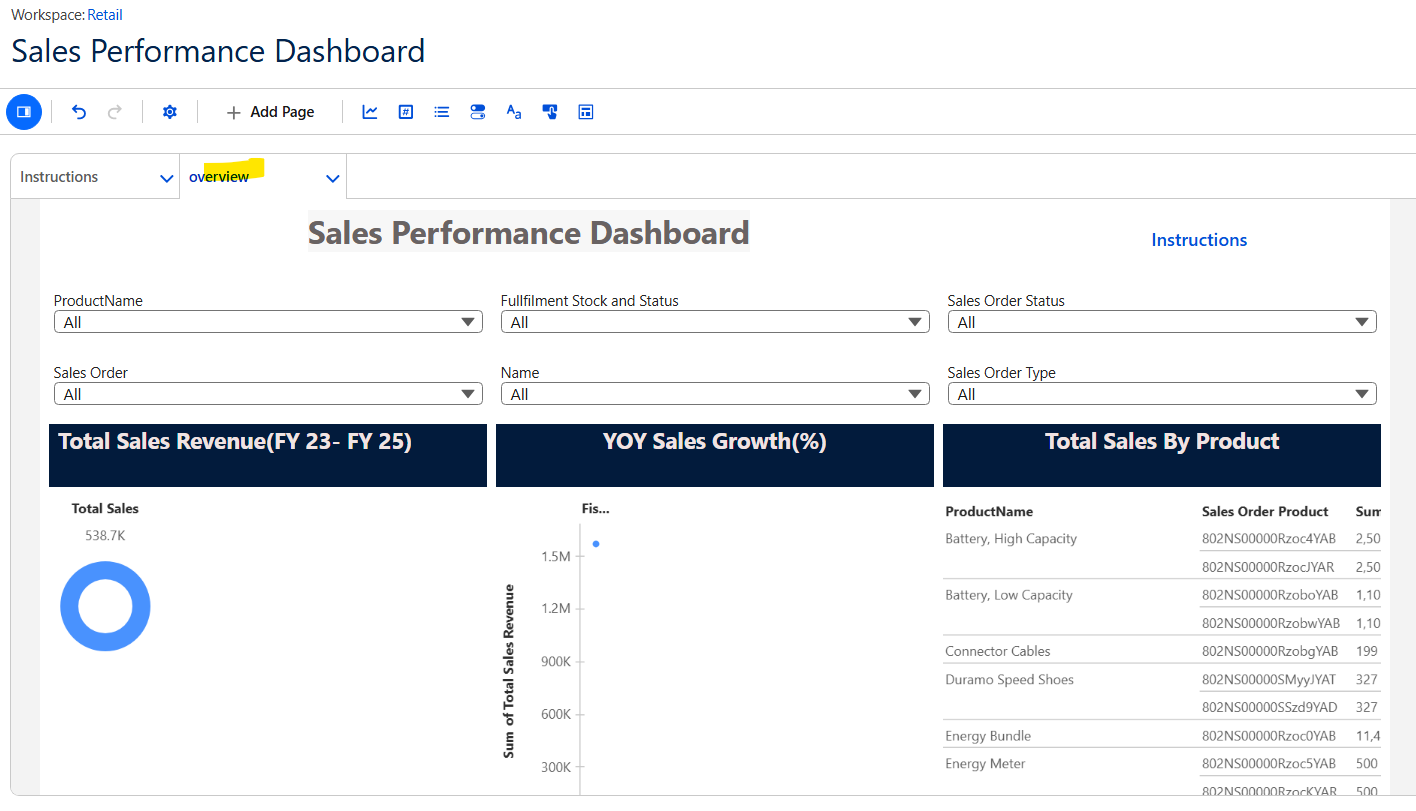 Workspace: Retail
Sales Performance Dashboard
Add Page
Instructions
overview
Sales Performance Dashboard
Instructions
ProductName
Fullfilment Stock and Status
Sales Order Status
All
All
All
Sales Order
Name
Sales Order Type
All
All
All
Total Sales Revenue(FY 23- FY 25)
YOY Sales Growth(%)
Total Sales By Product
Total Sales
538.7K
Fis...
1.5M
1.2M
900K
600K
300K
Sum of Total Sales Revenue
ProductName Sales Order Product Sum
Battery, High Capacity 802NS00000Rzoc4YAB 2,50
802NS00000RzocJYAR 2,50
Battery, Low Capacity 802NS00000RzoboYAB 1,10
802NS00000RzobwYAB 1,10
Connector Cables 802NS00000RzobgYAB 199
Duramo Speed Shoes 802NS00000SMyyJYAT 327
802NS00000SSzd9YAD 327
Energy Bundle 802NS00000Rzoc0YAB 11,4
Energy Meter 802NS00000Rzoc5YAB 500
802NS00000RzocKYAR 500